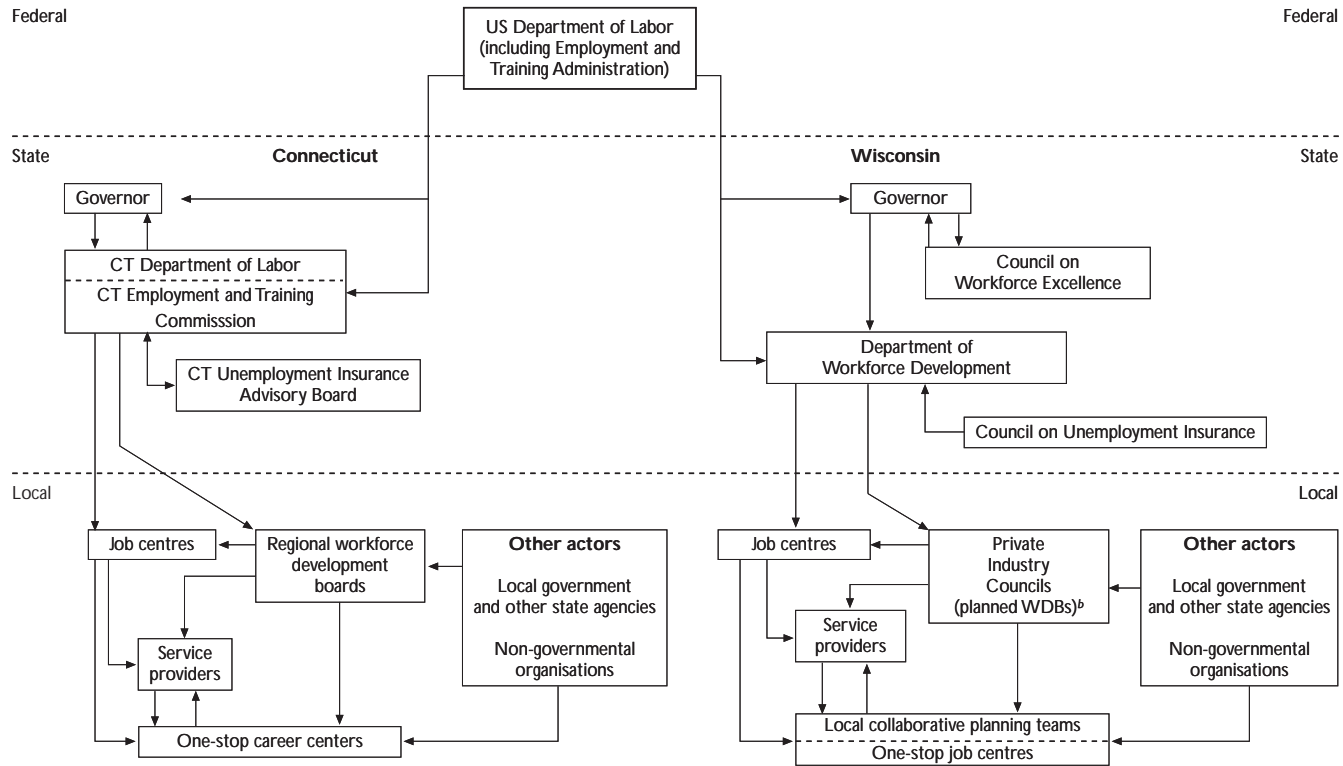 Federal
US Department of Labor
(including Employment and
Training Administration)
Federal
State
Connecticut
Wisconsin
State
Governor
CT Department of Labor
CT Employment and Training
Commisssion
CT Unemployment Insurance
Advisory Board
Governor
Council on
Workforce Excellence
Department of
Workforce Development
Council on Unemployment Insurance
Local
Local
Job centres
Regional workforce
development
boards
Other actors
Local government
and other state agencies
Non-governmental
organisations
Service
providers
One-stop career centers
Job centres
Private
Industry
Councils
(planned WDBs)b
Other actors
Local government
and other state agencies
Non-governmental
organisations
Service
providers
Local collaborative planning teams
One-stop job centres